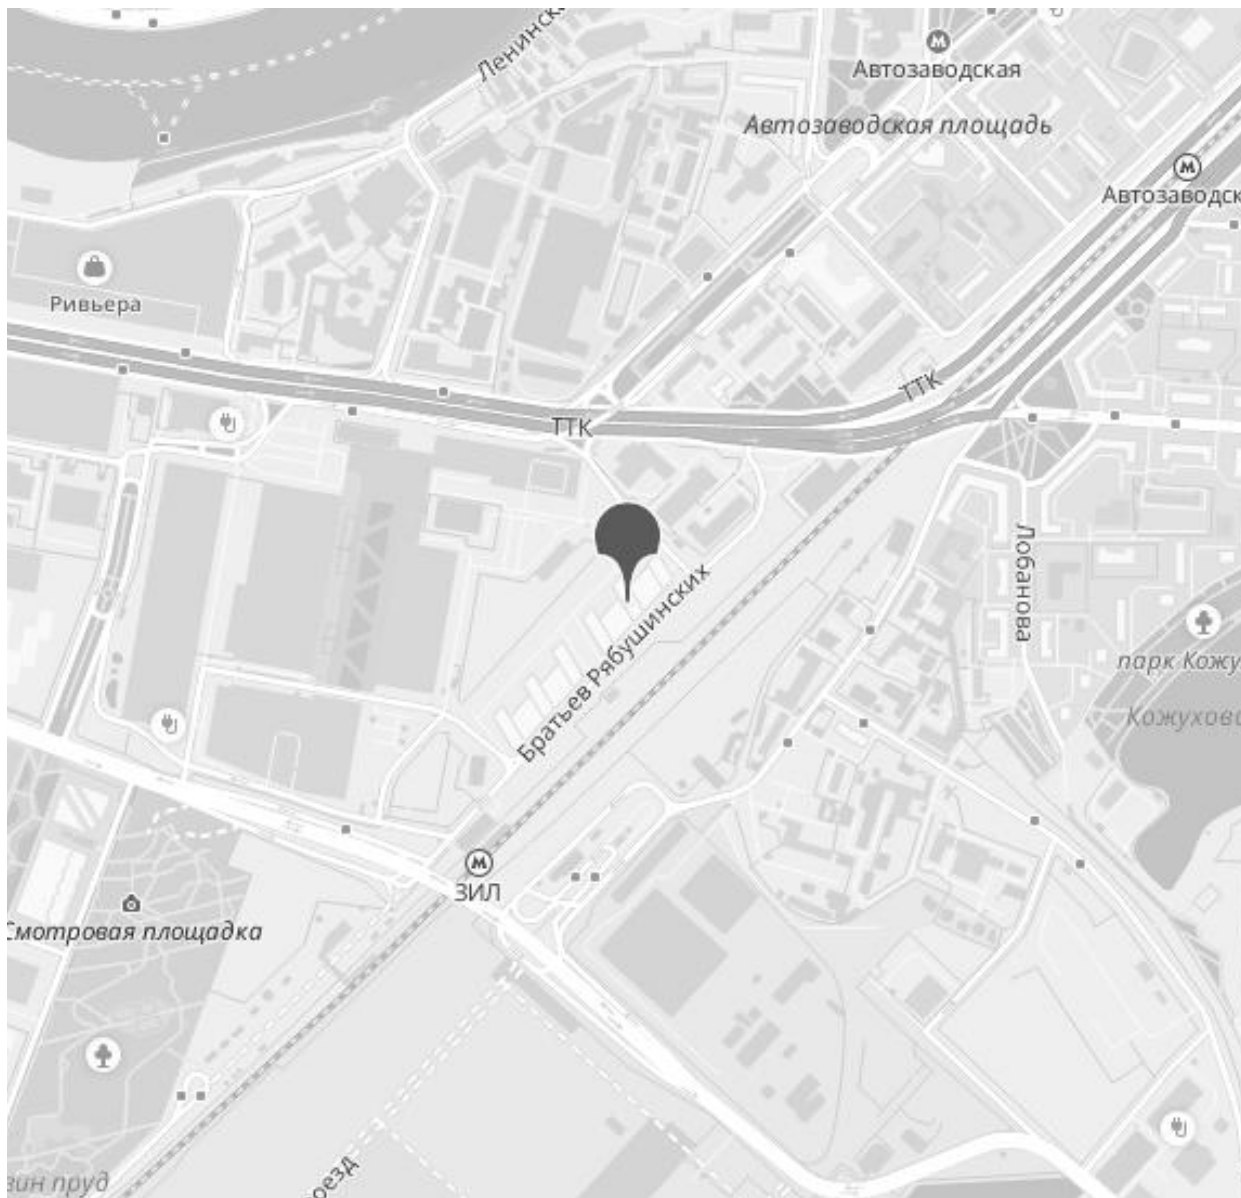 Ленинск
Автозаводская
Автозаводская площадь
Автозаводск
Ривьера
ТТК
ТТК
Лобанова
Братьев Рябушинских
парк Кожу
Кожухово
ЗИЛ
Смотровая площадка
зин пруд
роезд